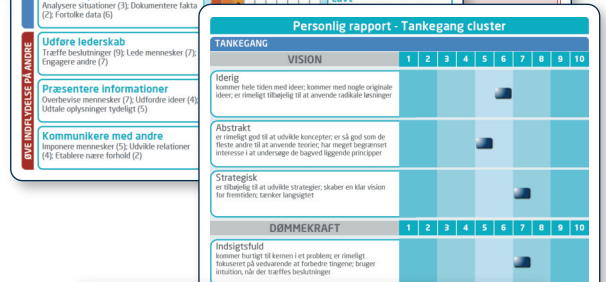 Analysere situationer (3); Dokumentere fakta
(2); Fortolke data (6)
ØVE INDFLYDELSE PÅ ANDRE
Udføre lederskab
Træffe beslutninger (9); Lede mennesker (7);
Engagere andre (7)
Præsentere informationer
Overbevise mennesker (7); Udfordre ideer (4);
Udtale oplysninger tydeligt (5)
Kommunikere med andre
Imponere mennesker (5); Udvikle relationer
(4); Etablere nære forhold (2)
Personlig rapport - Tankegang cluster
TANKEGANG
VISION 1 2 3 4 5 6 7 8 9 10
Iderig
kommer hele tiden med ideer; kommer med nogle originale
ideer; er rimeligt tilbøjelig til at anvende radikale løsninger
Abstrakt
er rimeligt god til at udvikle koncepter; er så god som de
fleste andre til at anvende teorier; har meget begrænset
interesse i at undersøge de bagved liggende principper
Strategisk
er tilbøjelig til at udvikle strategier; skaber en klar vision
for fremtiden; tænker langsigtet
DØMMEKRAFT 1 2 3 4 5 6 7 8 9 10
Indsigtsfuld
kommer hurtigt til kernen i et problem; er rimeligt
fokuseret på vedvarende at forbedre tingene; bruger
intuition, når der træffes beslutninger